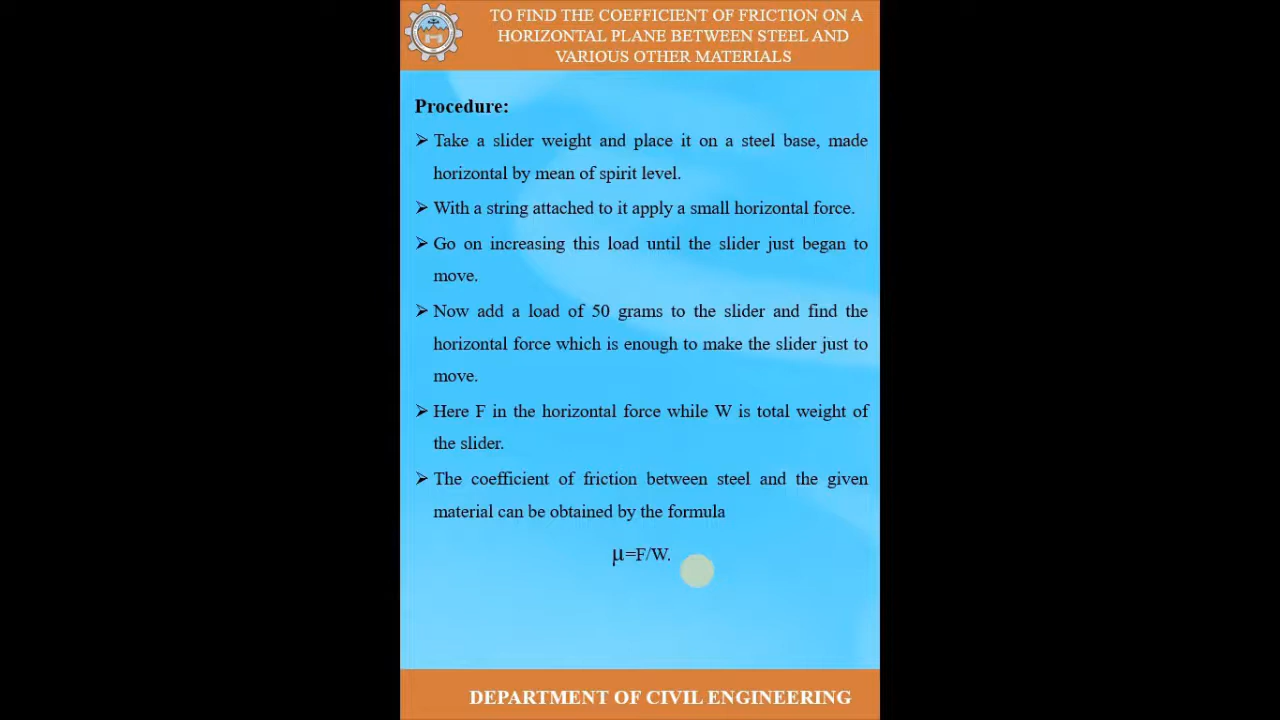 TO FIND THE COEFFICIENT OF FRICTION ON A
HORIZONTAL PLANE BETWEEN STEEL AND
VARIOUS OTHER MATERIALS
Procedure:
➢ Take a slider weight and place it on a steel base, made
horizontal by mean of spirit level.
➢ With a string attached to it apply a small horizontal force.
➢ Go on increasing this load until the slider just began to
move.
➢ Now add a load of 50 grams to the slider and find the
horizontal force which is enough to make the slider just to
move.
➢ Here F in the horizontal force while W is total weight of
the slider.
➢ The coefficient of friction between steel and the given
material can be obtained by the formula
μ=F/W.
DEPARTMENT OF CIVIL ENGINEERING